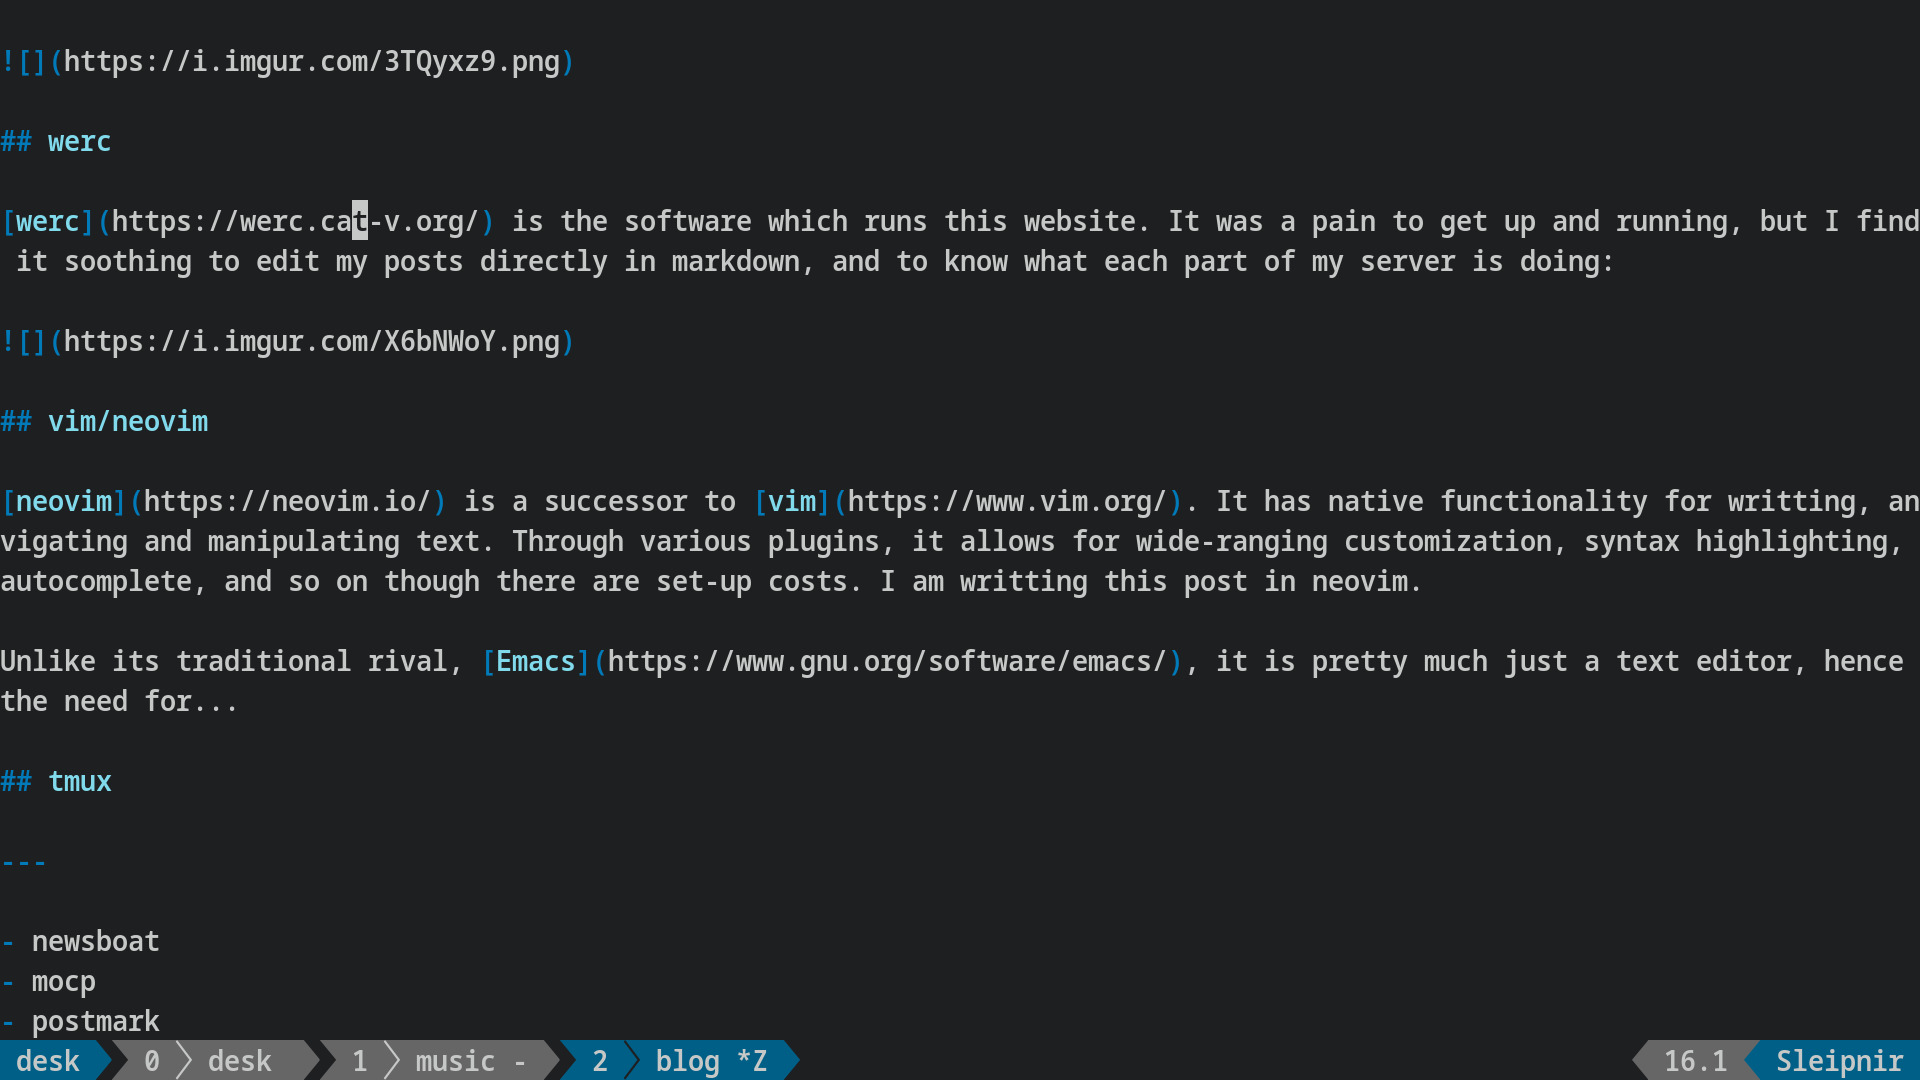 ![](https://i.imgur.com/3TQyxz9.png)
## werc
[werc](https://werc.cat-v.org/) is the software which runs this website. It was a pain to get up and running, but I find
it soothing to edit my posts directly in markdown, and to know what each part of my server is doing:
![](https://i.imgur.com/X6bNWoY.png)
## vim/neovim
[neovim](https://neovim.io/) is a successor to [vim](https://www.vim.org/). It has native functionality for writting, an
vigating and manipulating text. Through various plugins, it allows for wide-ranging customization, syntax highlighting,
autocomplete, and so on though there are set-up costs. I am writting this post in neovim.
Unlike its traditional rival, [Emacs](https://www.gnu.org/software/emacs/), it is pretty much just a text editor, hence
the need for...
## tmux
---
- newsboat
- mocp
- postmark
desk 0 desk 1 music - 2 blog *Z 16.1 Sleipnir